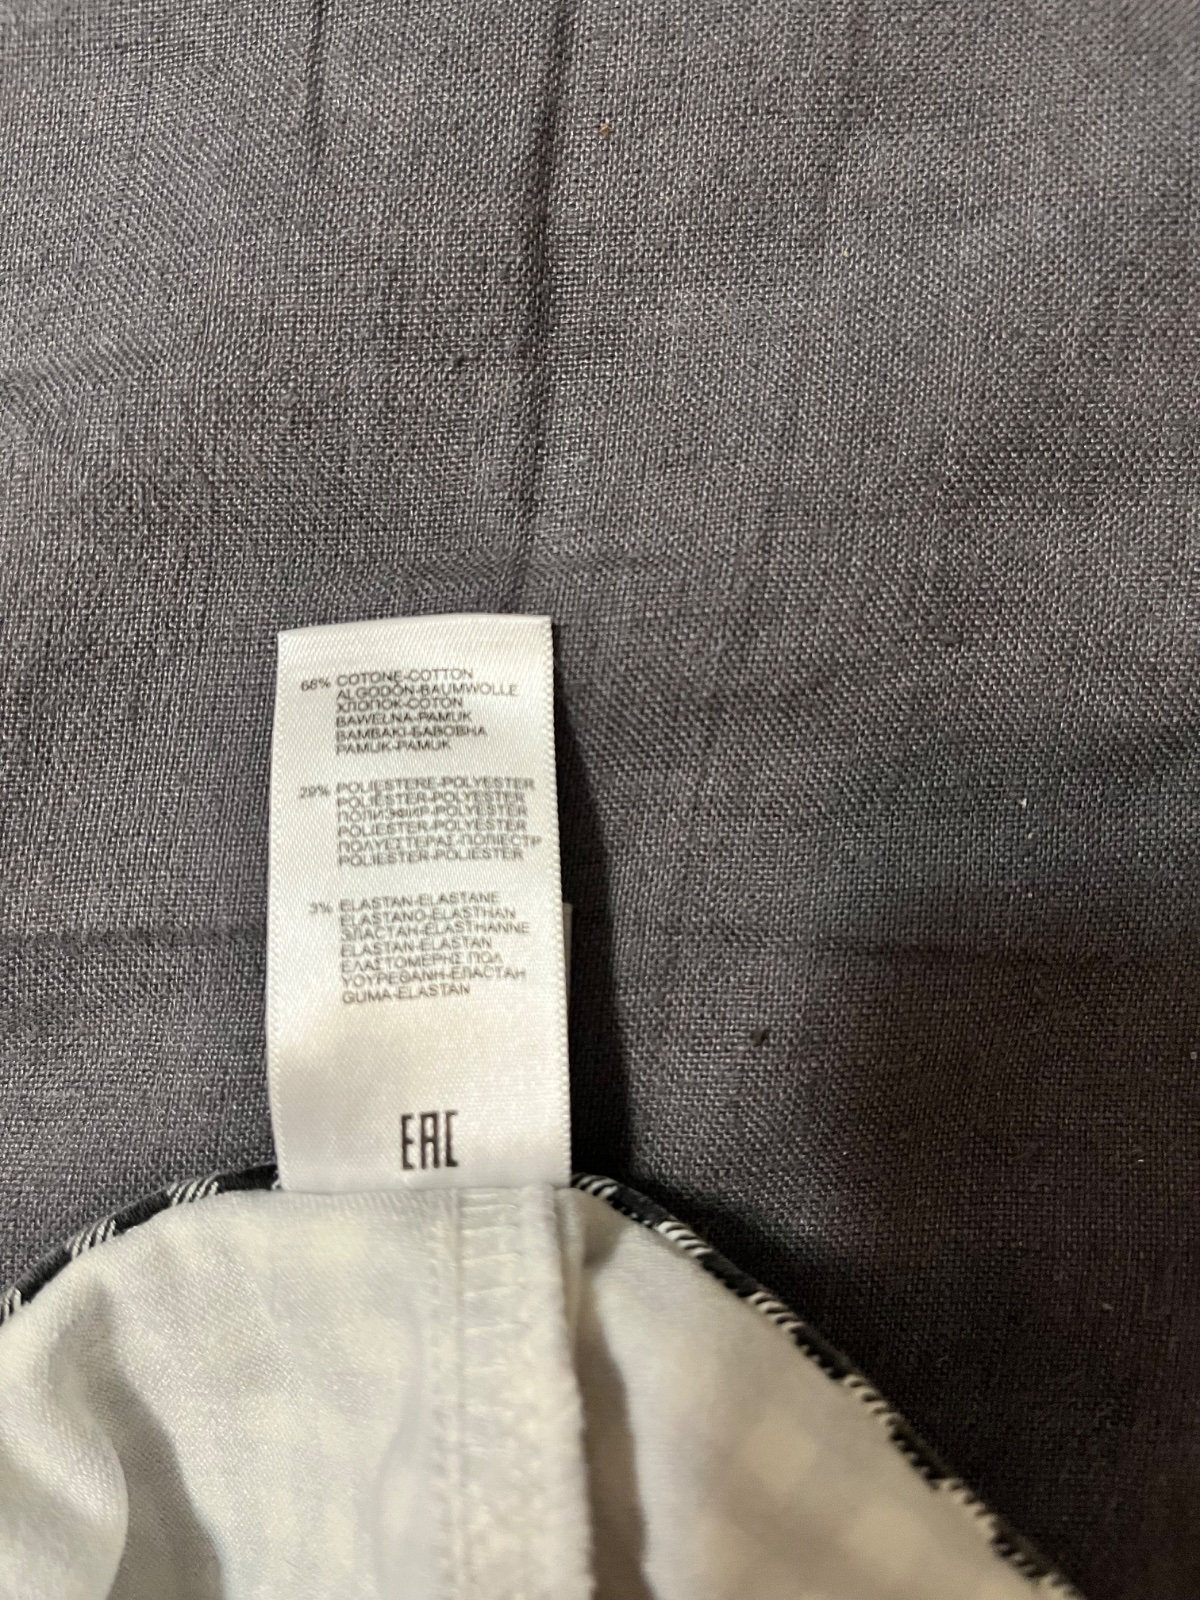 68% COTONE-COTTON
ALGODÓN-BAUMWOLLE
ХЛОПОК-COTON
BAWEŁNA-PAMUK
ΒΑΜΒΑΚΙ-БАВОВНА
PAMUK-PAMUK
29% POLIESTERE-POLYESTER
POLIÉSTER-POLYESTER
ПОЛИЭФИР-POLYESTER
POLIESTER-POLYESTER
ΠΟΛΥΕΣΤΕΡΑΣ-ПОЛІЕСТР
POLIESTER-POLIESTER
3% ELASTAN-ELASTANE
ELASTANO-ELASTHAN
ЭЛАСТАН-ELASTHANNE
ELASTAN-ELASTAN
ΕΛΑΣΤΟΜΕΡΗΣ ΠΟΛ
ΥΟΥΡΕΘΑΝΗ-ЕЛАСТАН
GUMA-ELASTAN
EAC